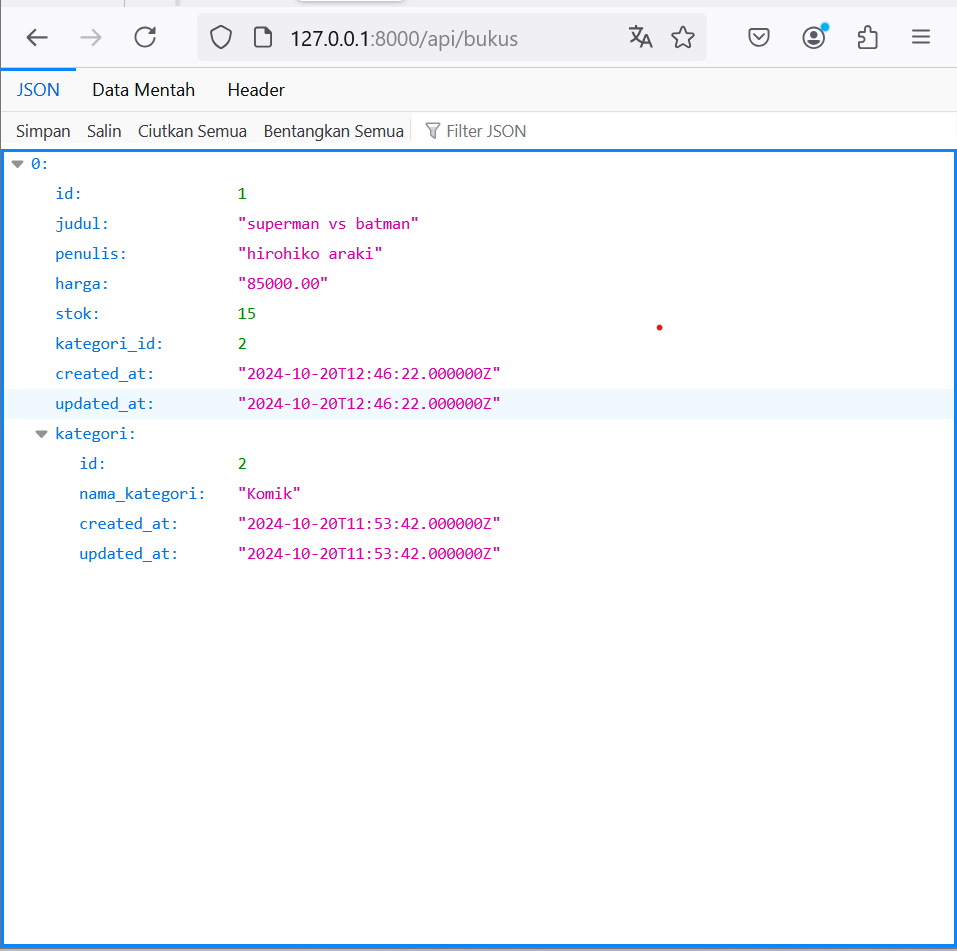 127.0.0.1:8000/api/bukus
JSON Data Mentah Header
Simpan Salin Ciutkan Semua Bentangkan Semua Filter JSON
0:
id: 1
judul: "superman vs batman"
penulis: "hirohiko araki"
harga: "85000.00"
stok: 15
kategori_id: 2
created_at: "2024-10-20T12:46:22.000000Z"
updated_at: "2024-10-20T12:46:22.000000Z"
kategori:
id: 2
nama_kategori: "Komik"
created_at: "2024-10-20T11:53:42.000000Z"
updated_at: "2024-10-20T11:53:42.000000Z"